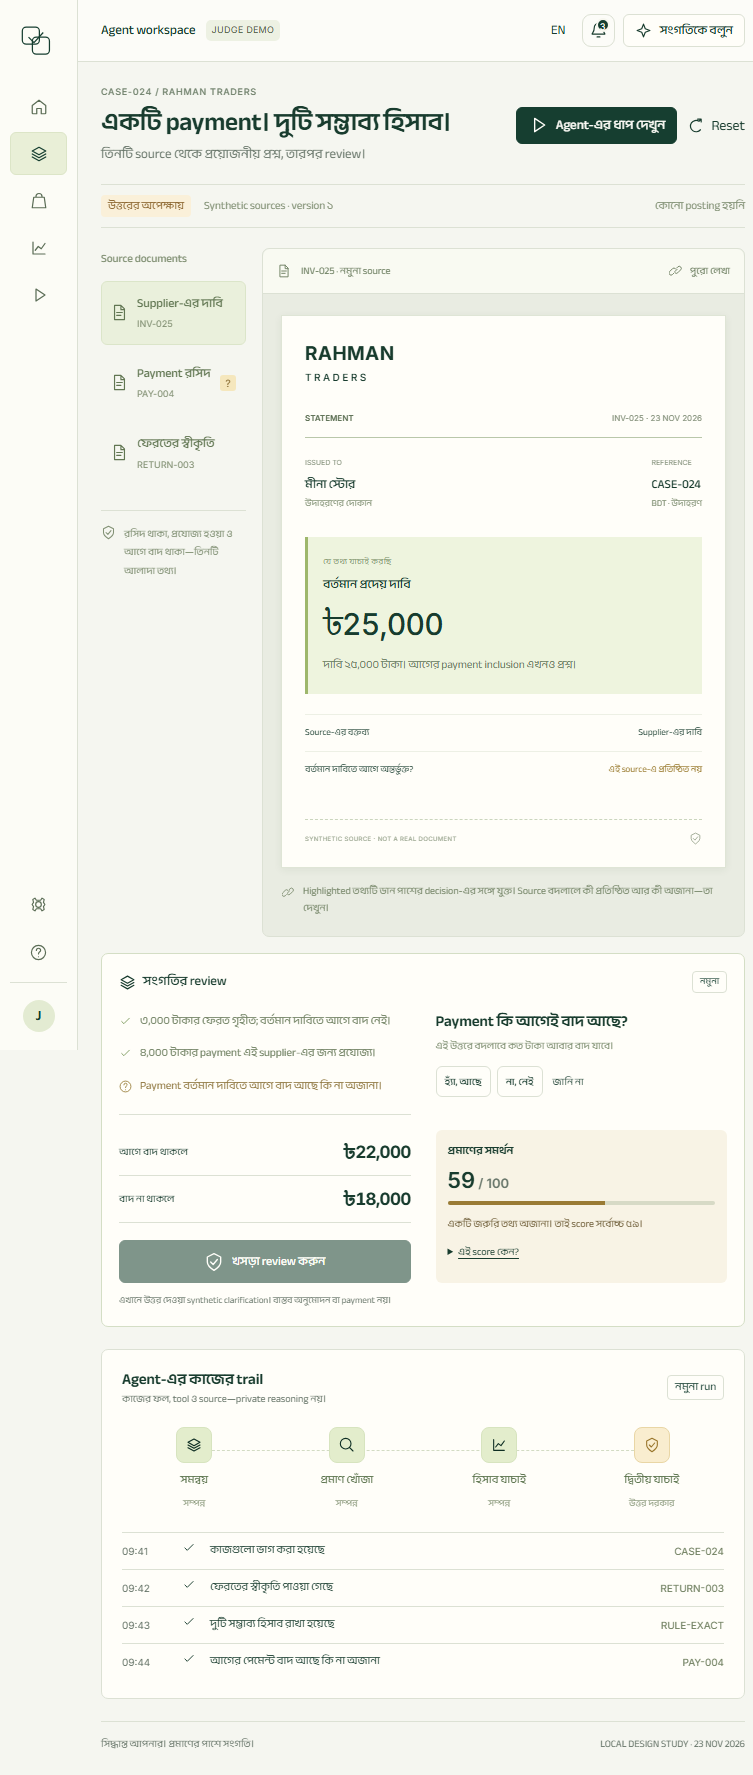 Agent workspace
JUDGE DEMO
EN
3
সংগতিকে বলুন
CASE-024 / RAHMAN TRADERS
একটি payment। দুটি সম্ভাব্য হিসাব।
তিনটি source থেকে প্রয়োজনীয় প্রশ্ন, তারপর review।
Agent-এর ধাপ দেখুন
Reset
উত্তরের অপেক্ষায়
Synthetic sources · version ১
কোনো posting হয়নি
Source documents
Supplier-এর দাবি
INV-025
Payment রসিদ
PAY-004
?
ফেরতের স্বীকৃতি
RETURN-003
রসিদ থাকা, প্রযোজ্য হওয়া ও
আগে বাদ থাকা—তিনটি
আলাদা তথ্য।
INV-025 · নমুনা source
পুরো লেখা
RAHMAN
TRADERS
STATEMENT
INV-025 · 23 NOV 2026
ISSUED TO
REFERENCE
মীনা স্টোর
CASE-024
উদাহরণের দোকান
BDT · উদাহরণ
যে তথ্য যাচাই করছি
বর্তমান প্রদেয় দাবি
৳25,000
দাবি ২৫,000 টাকা। আগের payment inclusion এখনও প্রশ্ন।
Source-এর বক্তব্য
Supplier-এর দাবি
বর্তমান দাবিতে আগে অন্তর্ভুক্ত?
এই source-এ প্রতিষ্ঠিত নয়
SYNTHETIC SOURCE · NOT A REAL DOCUMENT
Highlighted তথ্যটি ডান পাশের decision-এর সঙ্গে যুক্ত। Source বদলালে কী প্রতিষ্ঠিত আর কী অজানা—তা
দেখুন।
সংগতির review
নমুনা
৩,000 টাকার ফেরত গৃহীত; বর্তমান দাবিতে আগে বাদ নেই।
8,000 টাকার payment এই supplier-এর জন্য প্রযোজ্য।
Payment বর্তমান দাবিতে আগে বাদ আছে কি না অজানা।
আগে বাদ থাকলে
৳22,000
বাদ না থাকলে
৳18,000
খসড়া review করুন
এখানে উত্তর দেওয়া synthetic clarification। বাস্তব অনুমোদন বা payment নয়।
Payment কি আগেই বাদ আছে?
এই উত্তরে বদলাবে কত টাকা আবার বাদ যাবে।
হ্যাঁ, আছে
না, নেই
জানি না
প্রমাণের সমর্থন
59 / 100
একটি জরুরি তথ্য অজানা। তাই score সর্বোচ্চ ৫৯।
এই score কেন?
Agent-এর কাজের trail
কাজের ফল, tool ও source—private reasoning নয়।
নমুনা run
সমন্বয়
প্রমাণ খোঁজা
হিসাব যাচাই
দ্বিতীয় যাচাই
সম্পন্ন
সম্পন্ন
সম্পন্ন
উত্তর দরকার
09:41
কাজগুলো ভাগ করা হয়েছে
CASE-024
09:42
ফেরতের স্বীকৃতি পাওয়া গেছে
RETURN-003
09:43
দুটি সম্ভাব্য হিসাব রাখা হয়েছে
RULE-EXACT
09:44
আগের পেমেন্ট বাদ আছে কি না অজানা
PAY-004
J
সিদ্ধান্ত আপনার। প্রমাণের পাশে সংগতি।
LOCAL DESIGN STUDY · 23 NOV 2026